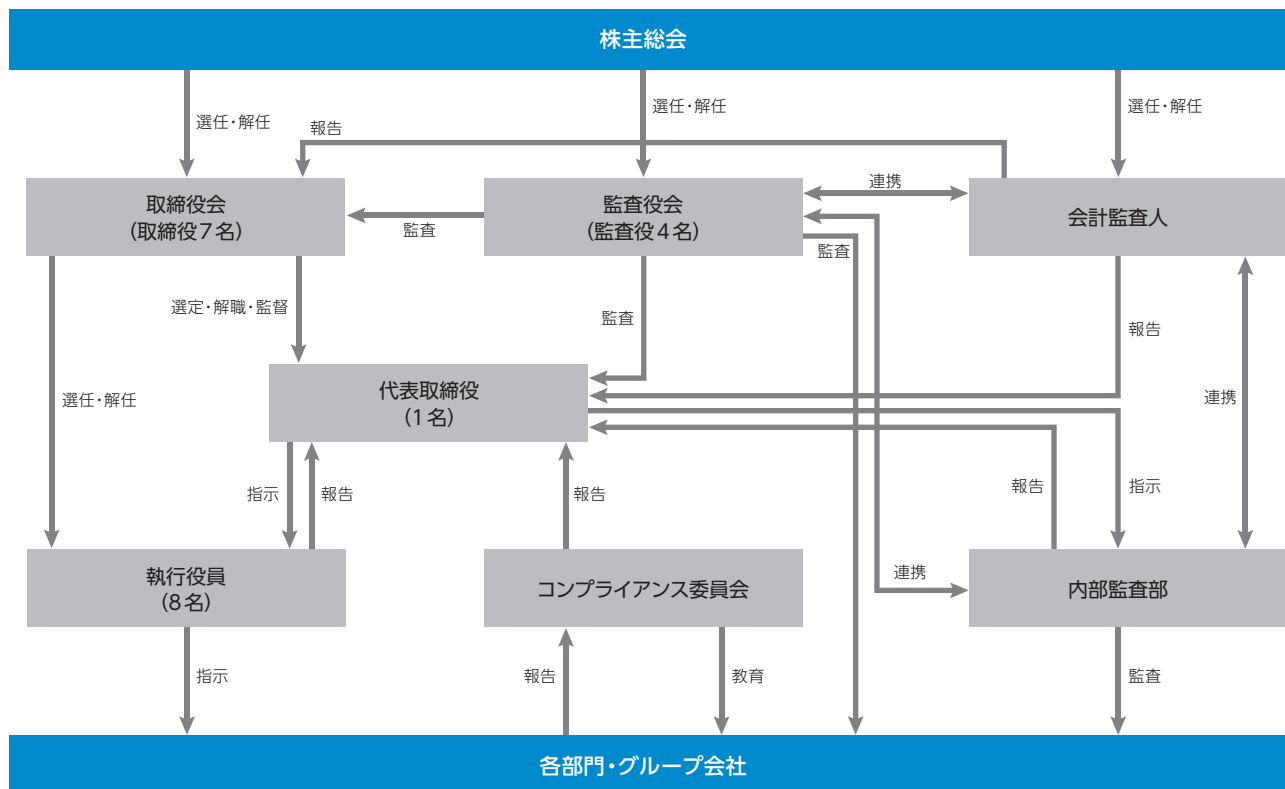 株主総会
選任・解任
選任・解任
選任・解任
報告
取締役会
(取締役7名)
監査
監査役会
(監査役4名)
連携
監査
会計監査人
選定・解職・監督
監査
報告
選任・解任
代表取締役
(1名)
連携
指示
報告
報告
報告
指示
執行役員
(8名)
コンプライアンス委員会
連携
内部監査部
指示
報告
教育
監査
各部門・グループ会社